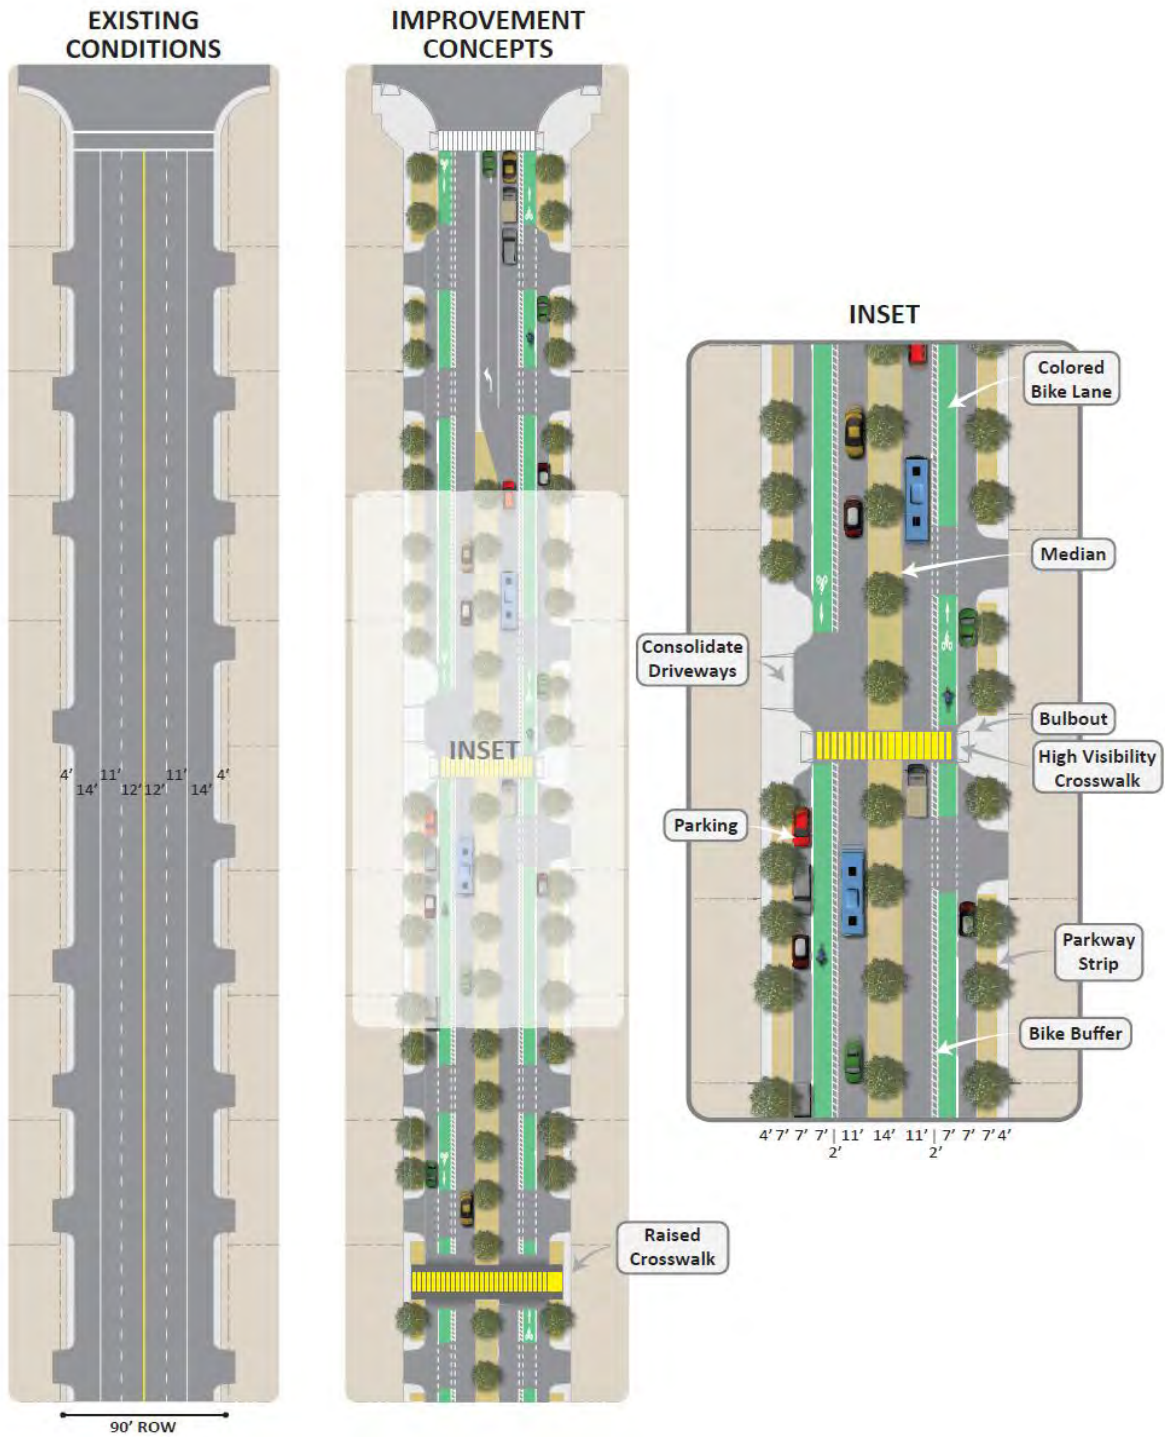 EXISTING
CONDITIONS
IMPROVEMENT
CONCEPTS
INSET
Colored
Bike Lane
Median
Consolidate
Driveways
Bulbout
High Visibility
Crosswalk
INSET
4' 11' 11' 4'
14' 12' 12' 14'
Parking
Parkway
Strip
Bike Buffer
4' 7' 7' 7' | 11' 14' 11' | 7' 7' 7' 4'
2' 2'
Raised
Crosswalk
90' ROW